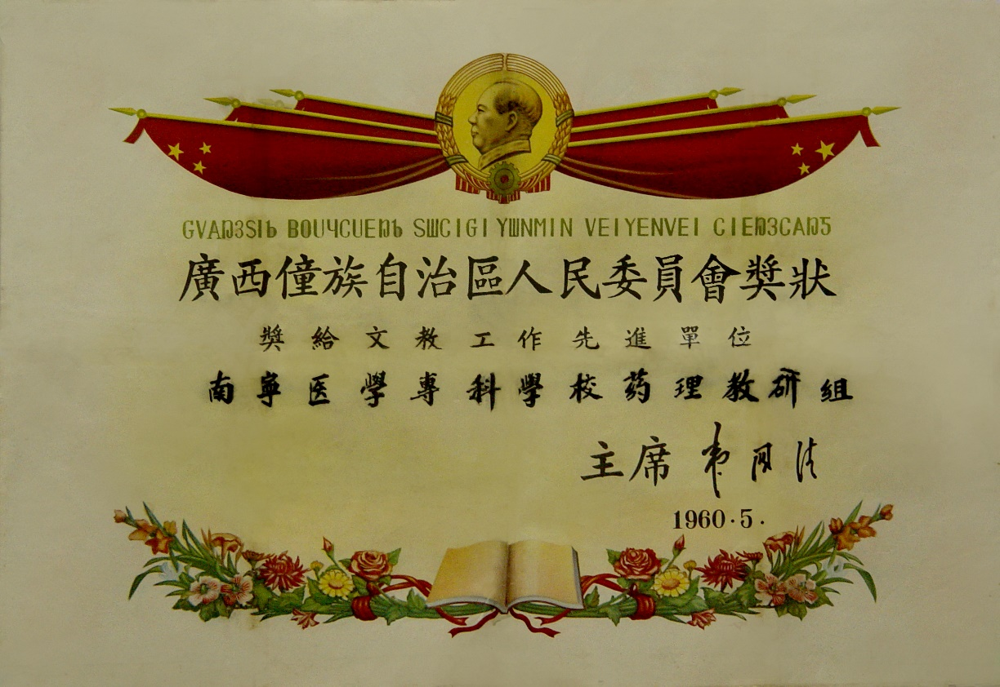 GVAŊЗSIƄ BOUЧCUEŊƄ SƜCIGI YƜNMIN VEIYENVEI CIEŊЗCAŊƼ
廣西僮族自治區人民委員會獎狀
獎給文教工作先進單位
南寧医學專科學校药理教研組
主席 韦国清
1960·5·